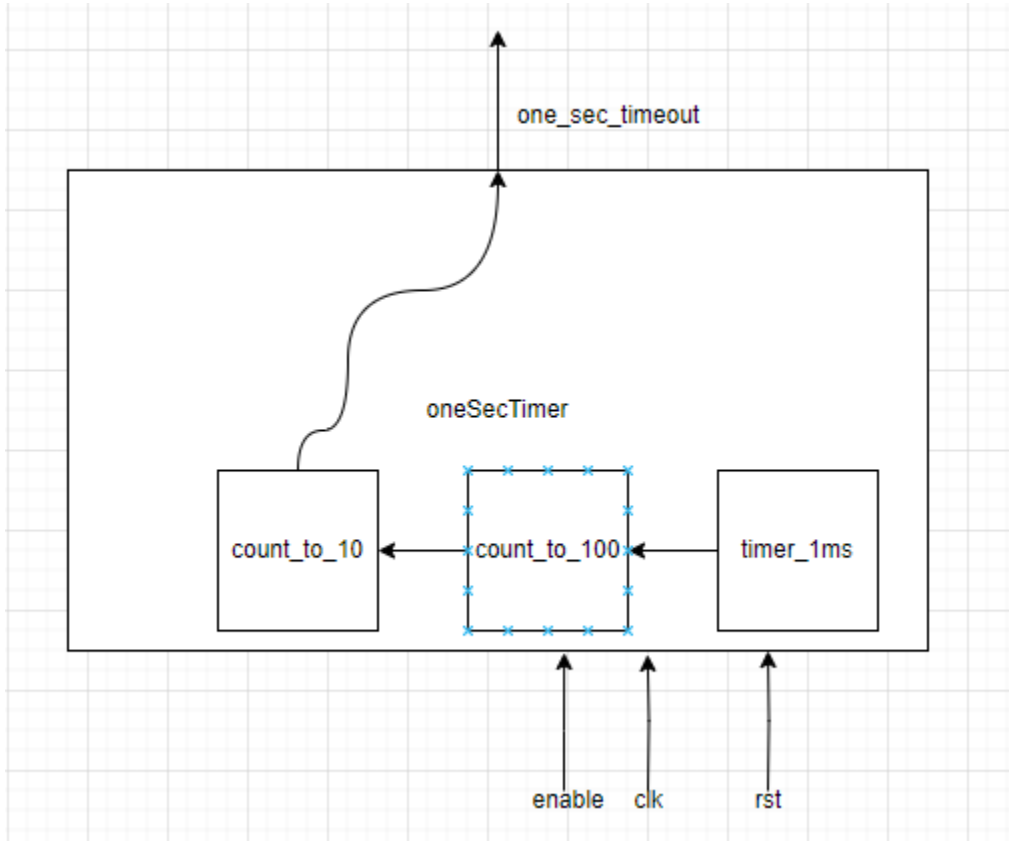 one_sec_timeout
oneSecTimer
count_to_10
count_to_100
timer_1ms
enable
clk
rst